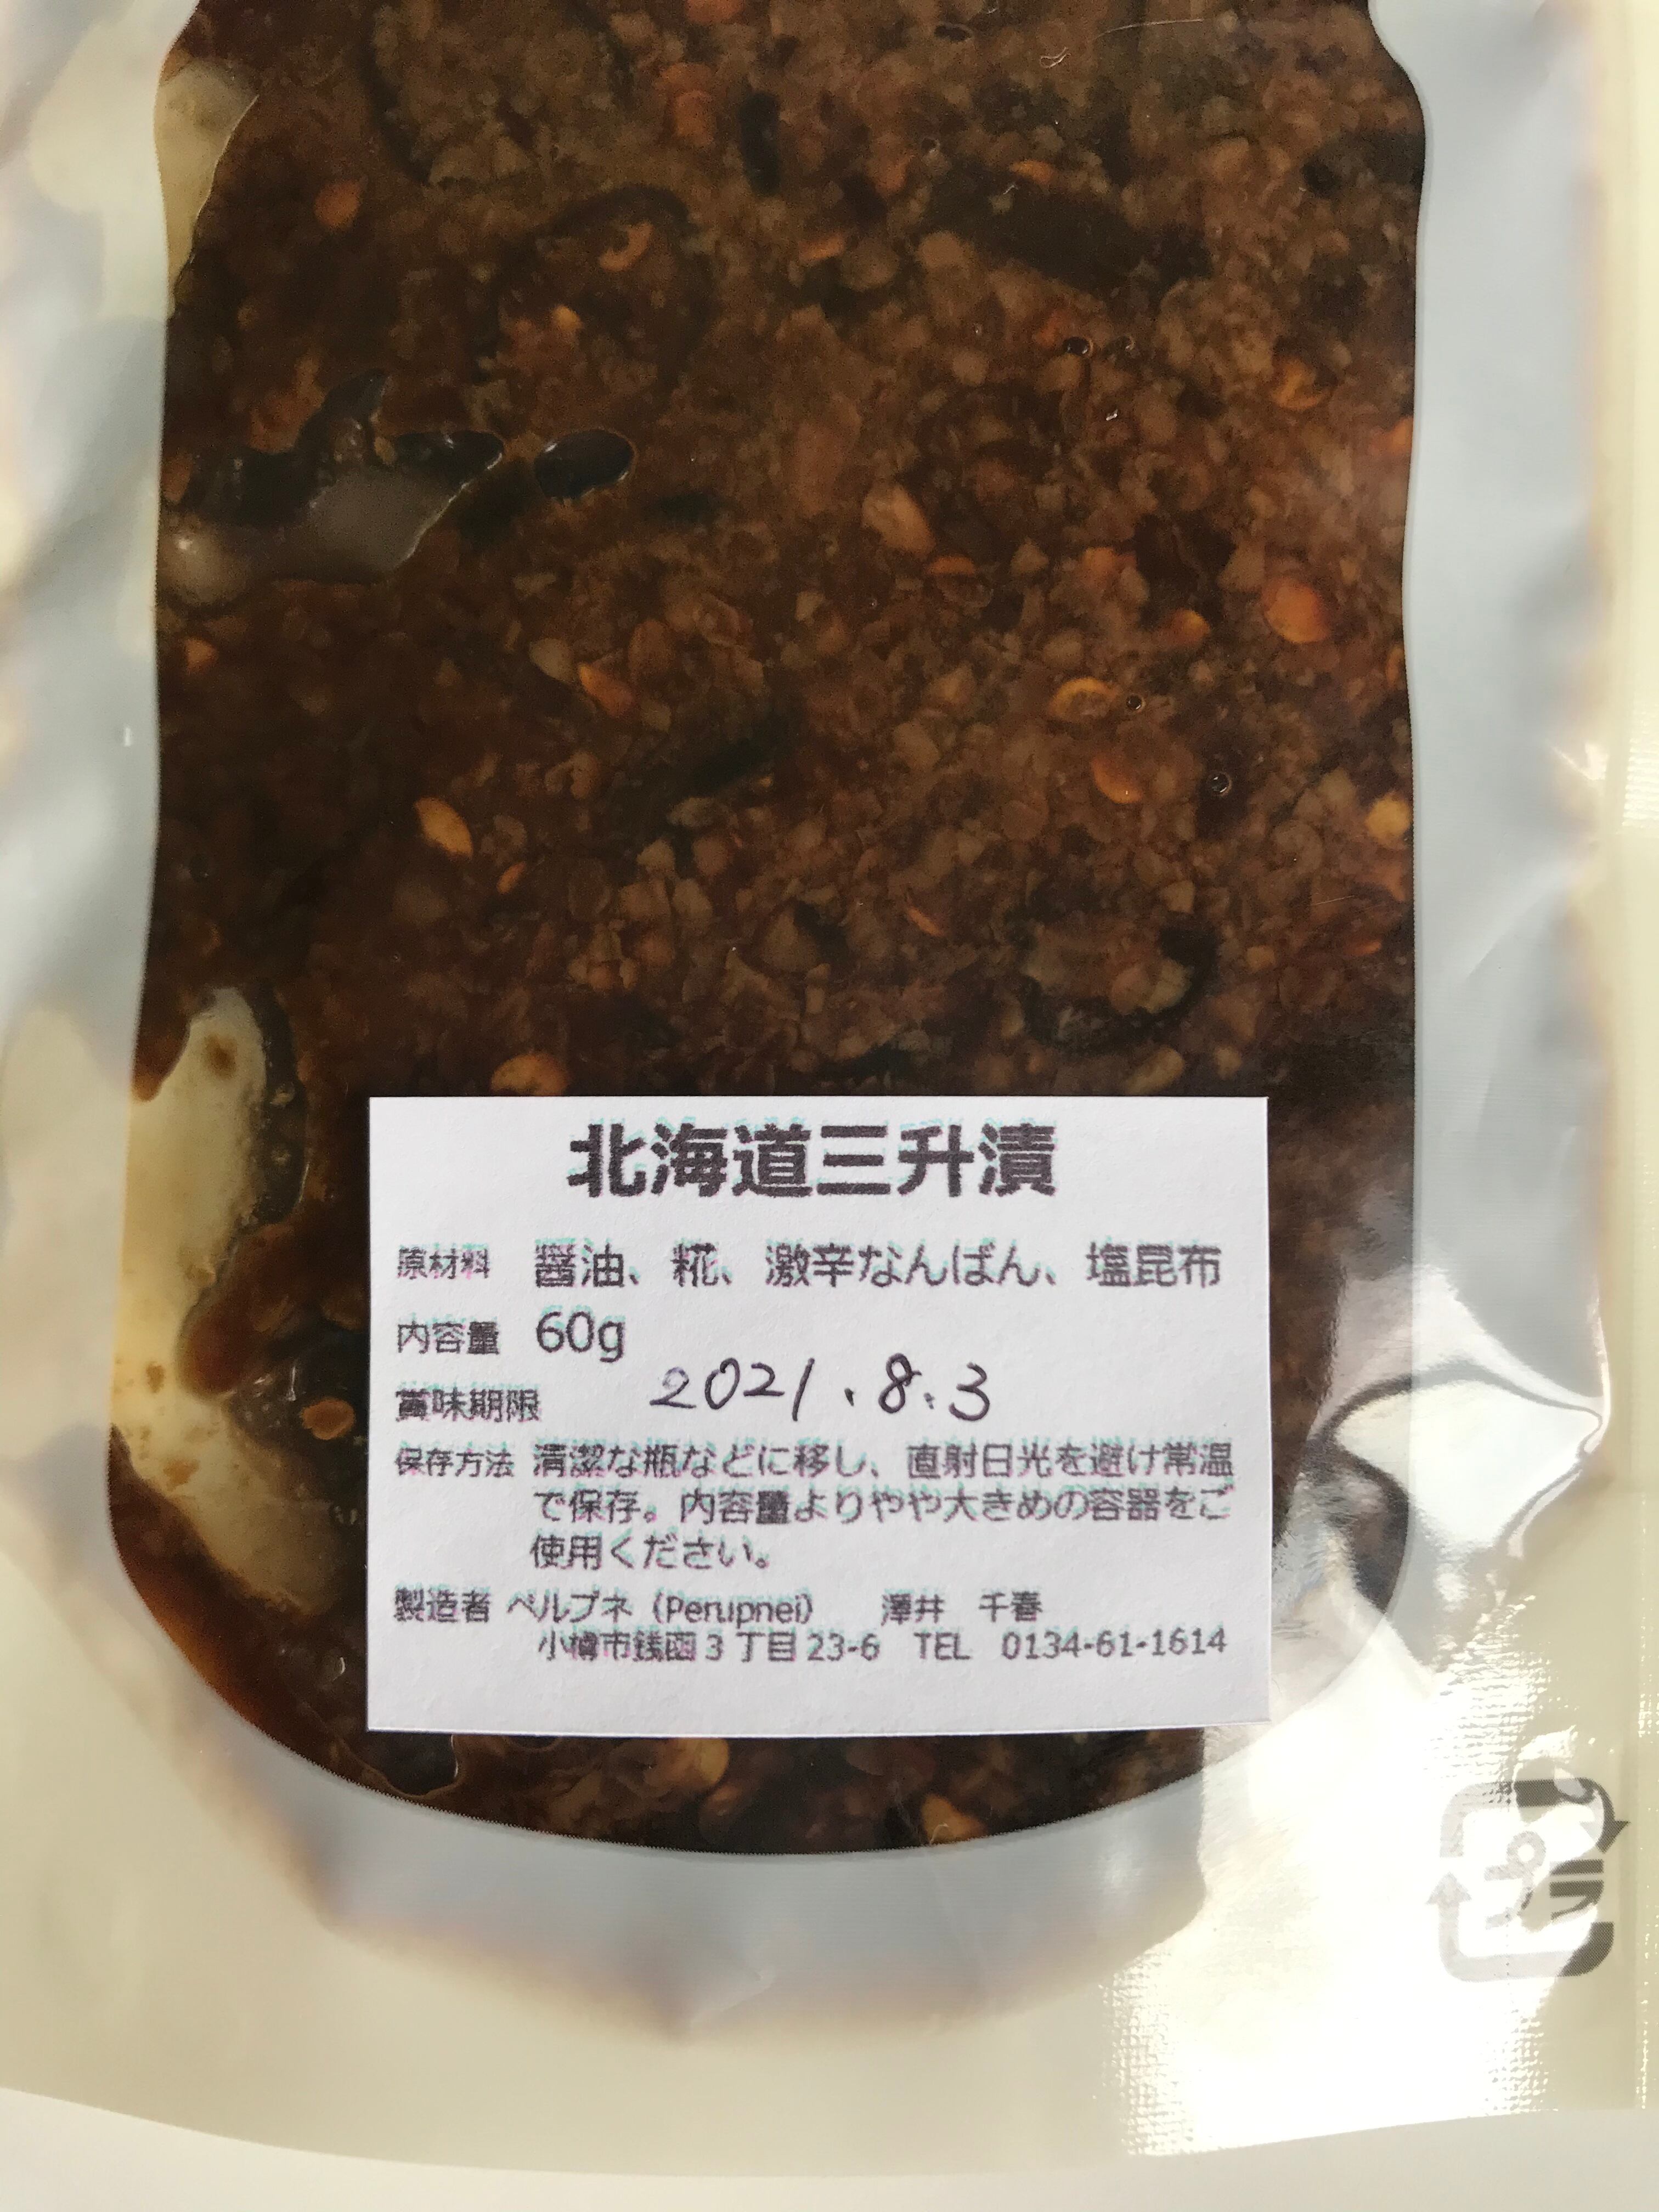 北海道三升漬
原材料 醤油、糀、激辛なんばん、塩昆布
内容量 60g
賞味期限 2021.8.3
保存方法 清潔な瓶などに移し、直射日光を避け常温
で保存。内容量よりやや大きめの容器をご
使用ください。
製造者 ペルプネ（Perupnei） 澤井 千春
小樽市銭函3丁目23-6 TEL 0134-61-1614
プラ